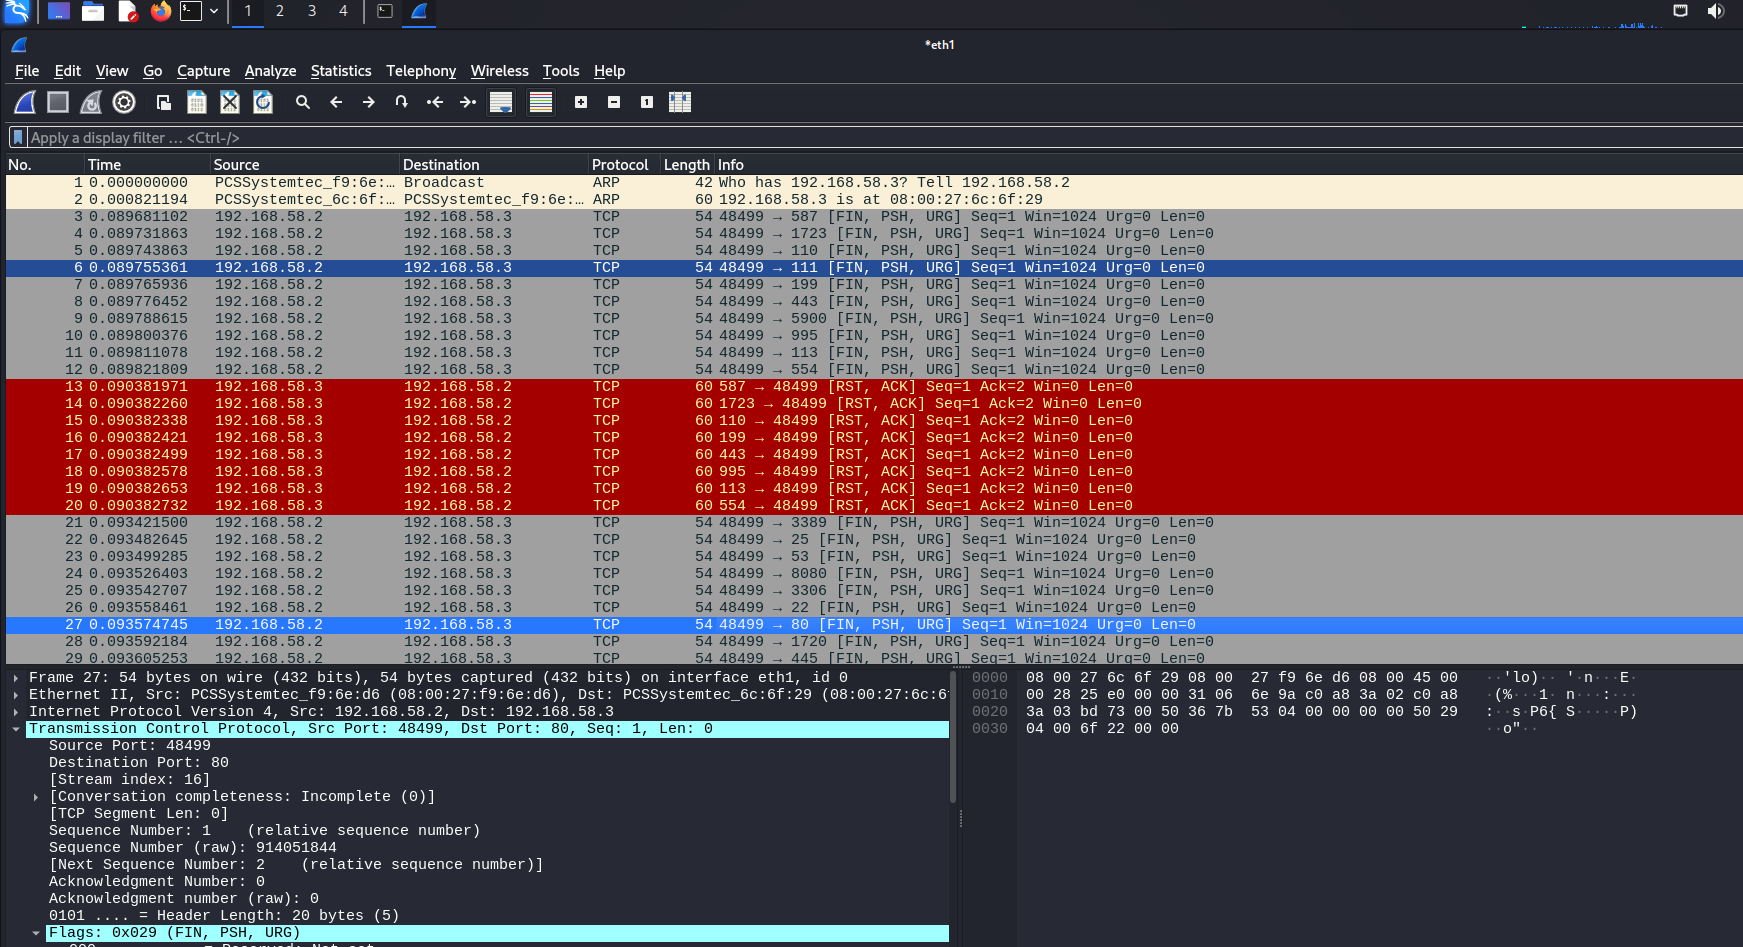 1 2 3 4
*eth1
File Edit View Go Capture Analyze Statistics Telephony Wireless Tools Help
Apply a display filter … <Ctrl-/>
No. Time Source Destination Protocol Length Info
1 0.000000000 PCSSystemtec_f9:6e:… Broadcast ARP 42 Who has 192.168.58.3? Tell 192.168.58.2
2 0.000821194 PCSSystemtec_6c:6f:… PCSSystemtec_f9:6e:… ARP 60 192.168.58.3 is at 08:00:27:6c:6f:29
3 0.089681102 192.168.58.2 192.168.58.3 TCP 54 48499 → 587 [FIN, PSH, URG] Seq=1 Win=1024 Urg=0 Len=0
4 0.089731863 192.168.58.2 192.168.58.3 TCP 54 48499 → 1723 [FIN, PSH, URG] Seq=1 Win=1024 Urg=0 Len=0
5 0.089743863 192.168.58.2 192.168.58.3 TCP 54 48499 → 110 [FIN, PSH, URG] Seq=1 Win=1024 Urg=0 Len=0
6 0.089755361 192.168.58.2 192.168.58.3 TCP 54 48499 → 111 [FIN, PSH, URG] Seq=1 Win=1024 Urg=0 Len=0
7 0.089765936 192.168.58.2 192.168.58.3 TCP 54 48499 → 199 [FIN, PSH, URG] Seq=1 Win=1024 Urg=0 Len=0
8 0.089776452 192.168.58.2 192.168.58.3 TCP 54 48499 → 443 [FIN, PSH, URG] Seq=1 Win=1024 Urg=0 Len=0
9 0.089788615 192.168.58.2 192.168.58.3 TCP 54 48499 → 5900 [FIN, PSH, URG] Seq=1 Win=1024 Urg=0 Len=0
10 0.089800376 192.168.58.2 192.168.58.3 TCP 54 48499 → 995 [FIN, PSH, URG] Seq=1 Win=1024 Urg=0 Len=0
11 0.089811078 192.168.58.2 192.168.58.3 TCP 54 48499 → 113 [FIN, PSH, URG] Seq=1 Win=1024 Urg=0 Len=0
12 0.089821809 192.168.58.2 192.168.58.3 TCP 54 48499 → 554 [FIN, PSH, URG] Seq=1 Win=1024 Urg=0 Len=0
13 0.090381971 192.168.58.3 192.168.58.2 TCP 60 587 → 48499 [RST, ACK] Seq=1 Ack=2 Win=0 Len=0
14 0.090382260 192.168.58.3 192.168.58.2 TCP 60 1723 → 48499 [RST, ACK] Seq=1 Ack=2 Win=0 Len=0
15 0.090382338 192.168.58.3 192.168.58.2 TCP 60 110 → 48499 [RST, ACK] Seq=1 Ack=2 Win=0 Len=0
16 0.090382421 192.168.58.3 192.168.58.2 TCP 60 199 → 48499 [RST, ACK] Seq=1 Ack=2 Win=0 Len=0
17 0.090382499 192.168.58.3 192.168.58.2 TCP 60 443 → 48499 [RST, ACK] Seq=1 Ack=2 Win=0 Len=0
18 0.090382578 192.168.58.3 192.168.58.2 TCP 60 995 → 48499 [RST, ACK] Seq=1 Ack=2 Win=0 Len=0
19 0.090382653 192.168.58.3 192.168.58.2 TCP 60 113 → 48499 [RST, ACK] Seq=1 Ack=2 Win=0 Len=0
20 0.090382732 192.168.58.3 192.168.58.2 TCP 60 554 → 48499 [RST, ACK] Seq=1 Ack=2 Win=0 Len=0
21 0.093421500 192.168.58.2 192.168.58.3 TCP 54 48499 → 3389 [FIN, PSH, URG] Seq=1 Win=1024 Urg=0 Len=0
22 0.093482645 192.168.58.2 192.168.58.3 TCP 54 48499 → 25 [FIN, PSH, URG] Seq=1 Win=1024 Urg=0 Len=0
23 0.093499285 192.168.58.2 192.168.58.3 TCP 54 48499 → 53 [FIN, PSH, URG] Seq=1 Win=1024 Urg=0 Len=0
24 0.093526403 192.168.58.2 192.168.58.3 TCP 54 48499 → 8080 [FIN, PSH, URG] Seq=1 Win=1024 Urg=0 Len=0
25 0.093542707 192.168.58.2 192.168.58.3 TCP 54 48499 → 3306 [FIN, PSH, URG] Seq=1 Win=1024 Urg=0 Len=0
26 0.093558461 192.168.58.2 192.168.58.3 TCP 54 48499 → 22 [FIN, PSH, URG] Seq=1 Win=1024 Urg=0 Len=0
27 0.093574745 192.168.58.2 192.168.58.3 TCP 54 48499 → 80 [FIN, PSH, URG] Seq=1 Win=1024 Urg=0 Len=0
28 0.093592184 192.168.58.2 192.168.58.3 TCP 54 48499 → 1720 [FIN, PSH, URG] Seq=1 Win=1024 Urg=0 Len=0
29 0.093605253 192.168.58.2 192.168.58.3 TCP 54 48499 → 445 [FIN, PSH, URG] Seq=1 Win=1024 Urg=0 Len=0
Frame 27: 54 bytes on wire (432 bits), 54 bytes captured (432 bits) on interface eth1, id 0
Ethernet II, Src: PCSSystemtec_f9:6e:d6 (08:00:27:f9:6e:d6), Dst: PCSSystemtec_6c:6f:29 (08:00:27:6c:6
Internet Protocol Version 4, Src: 192.168.58.2, Dst: 192.168.58.3
Transmission Control Protocol, Src Port: 48499, Dst Port: 80, Seq: 1, Len: 0
Source Port: 48499
Destination Port: 80
[Stream index: 16]
[Conversation completeness: Incomplete (0)]
[TCP Segment Len: 0]
Sequence Number: 1 (relative sequence number)
Sequence Number (raw): 914051844
[Next Sequence Number: 2 (relative sequence number)]
Acknowledgment Number: 0
Acknowledgment number (raw): 0
0101 .... = Header Length: 20 bytes (5)
Flags: 0x029 (FIN, PSH, URG)
000. .... .... = Reserved: Not set
0000 08 00 27 6c 6f 29 08 00 27 f9 6e d6 08 00 45 00 ··'lo)·· '·n···E·
0010 00 28 25 e0 00 00 31 06 6e 9a c0 a8 3a 02 c0 a8 ·(%···1· n···:···
0020 3a 03 bd 73 00 50 36 7b 53 04 00 00 00 00 50 29 :··s·P6{ S·····P)
0030 04 00 6f 22 00 00 ··o"··